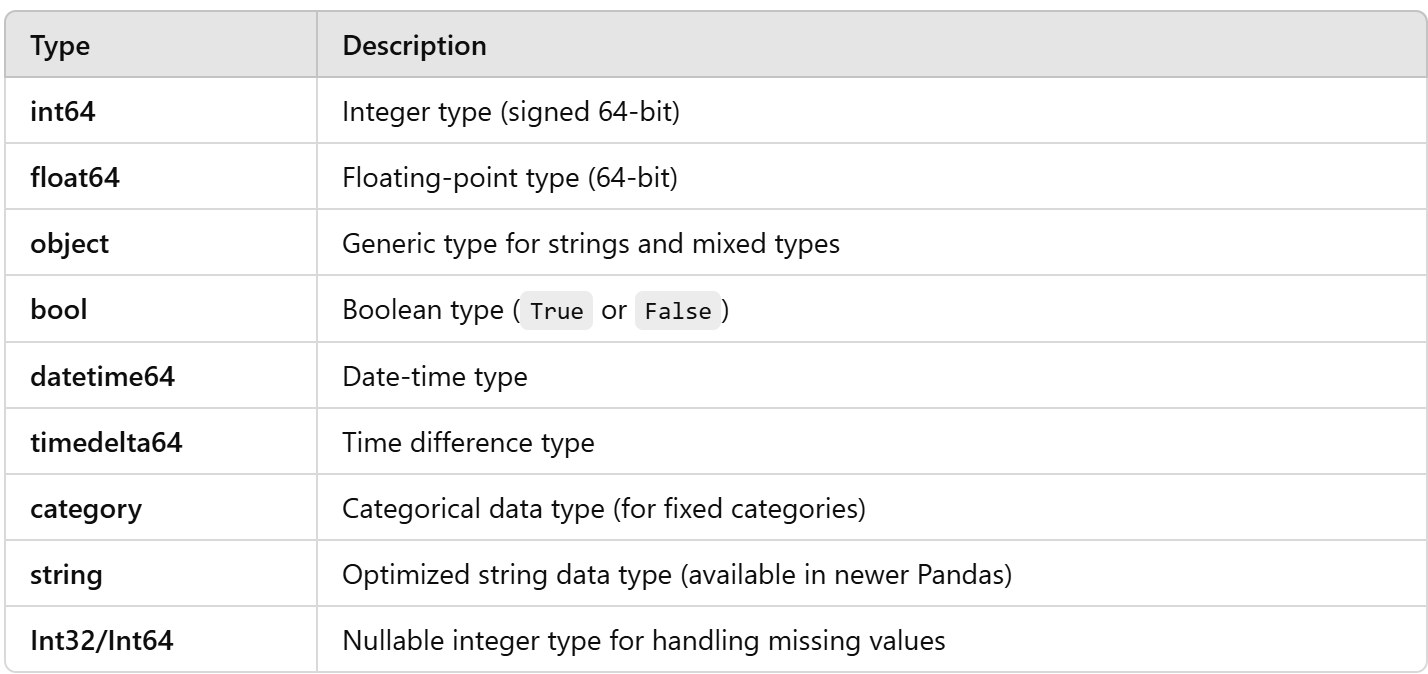 Type Description
int64 Integer type (signed 64-bit)
float64 Floating-point type (64-bit)
object Generic type for strings and mixed types
bool Boolean type (True or False)
datetime64 Date-time type
timedelta64 Time difference type
category Categorical data type (for fixed categories)
string Optimized string data type (available in newer Pandas)
Int32/Int64 Nullable integer type for handling missing values